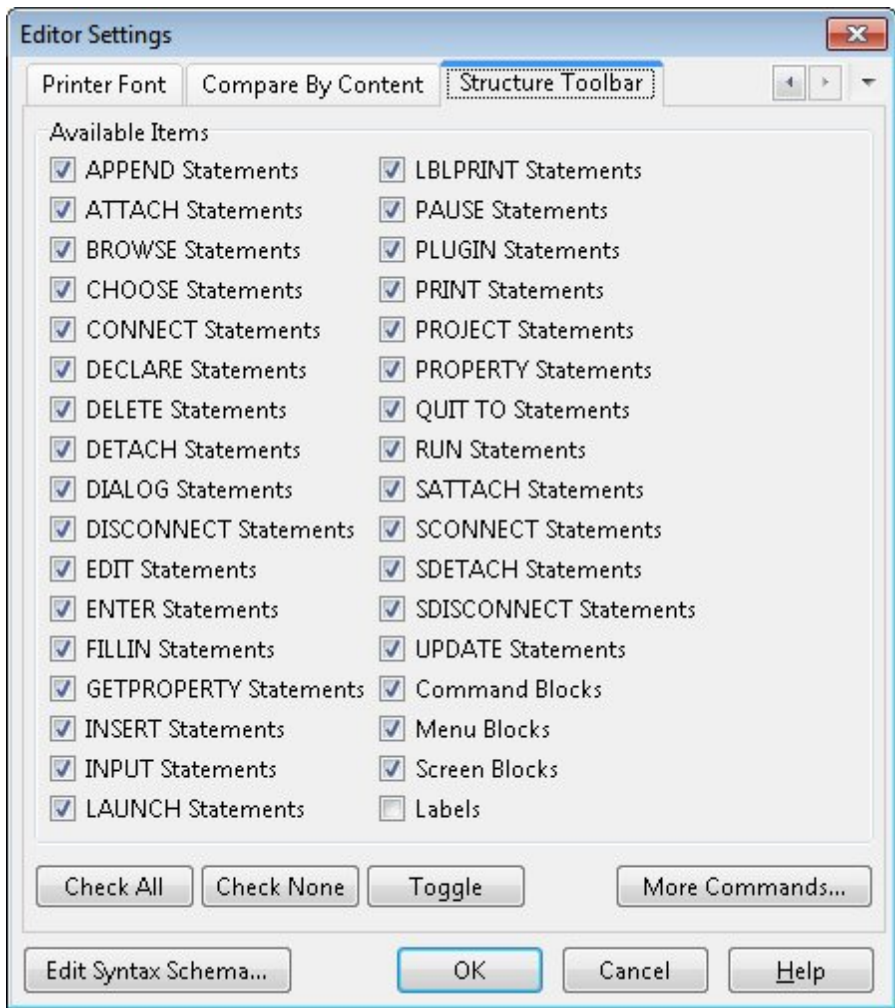 Editor Settings
Printer Font
Compare By Content
Structure Toolbar
Available Items
APPEND Statements
ATTACH Statements
BROWSE Statements
CHOOSE Statements
CONNECT Statements
DECLARE Statements
DELETE Statements
DETACH Statements
DIALOG Statements
DISCONNECT Statements
EDIT Statements
ENTER Statements
FILLIN Statements
GETPROPERTY Statements
INSERT Statements
INPUT Statements
LAUNCH Statements
LBLPRINT Statements
PAUSE Statements
PLUGIN Statements
PRINT Statements
PROJECT Statements
PROPERTY Statements
QUIT TO Statements
RUN Statements
SATTACH Statements
SCONNECT Statements
SDETACH Statements
SDISCONNECT Statements
UPDATE Statements
Command Blocks
Menu Blocks
Screen Blocks
Labels
Check All
Check None
Toggle
More Commands...
Edit Syntax Schema...
OK
Cancel
Help